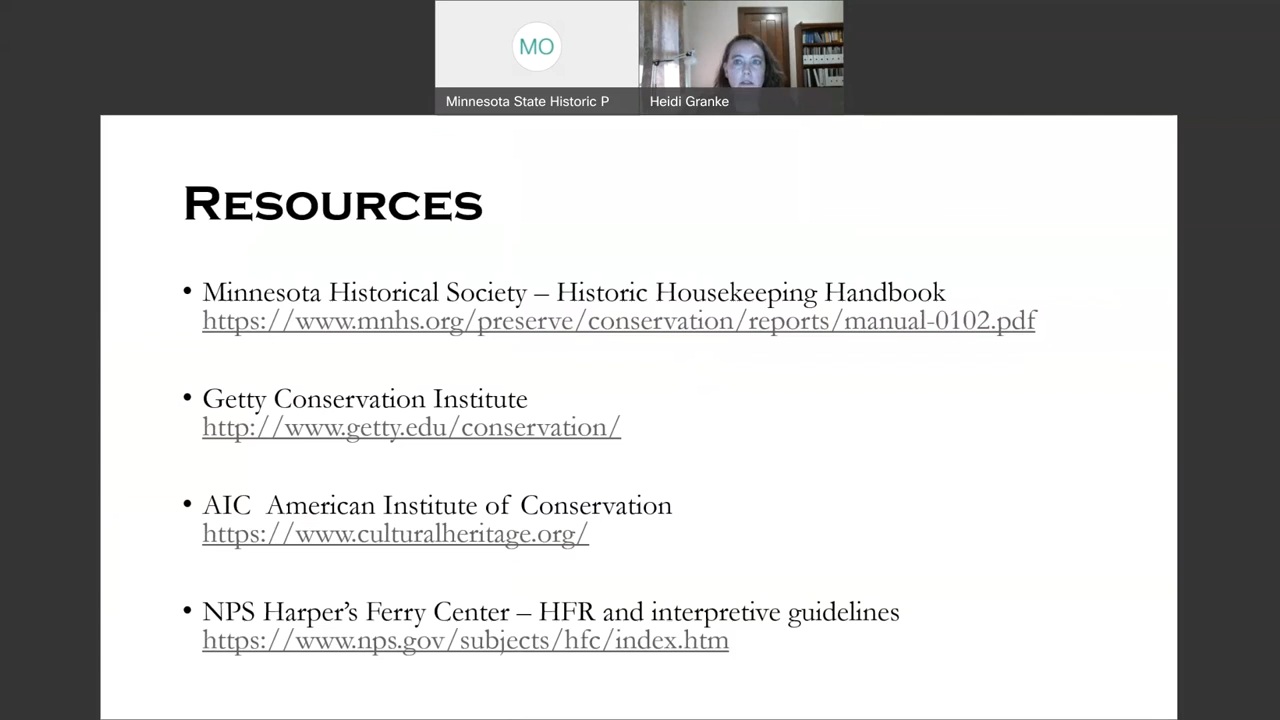 MO
Minnesota State Historic P
Heidi Granke
RESOURCES
• Minnesota Historical Society – Historic Housekeeping Handbook
https://www.mnhs.org/preserve/conservation/reports/manual-0102.pdf
• Getty Conservation Institute
http://www.getty.edu/conservation/
• AIC  American Institute of Conservation
https://www.culturalheritage.org/
• NPS Harper’s Ferry Center – HFR and interpretive guidelines
https://www.nps.gov/subjects/hfc/index.htm